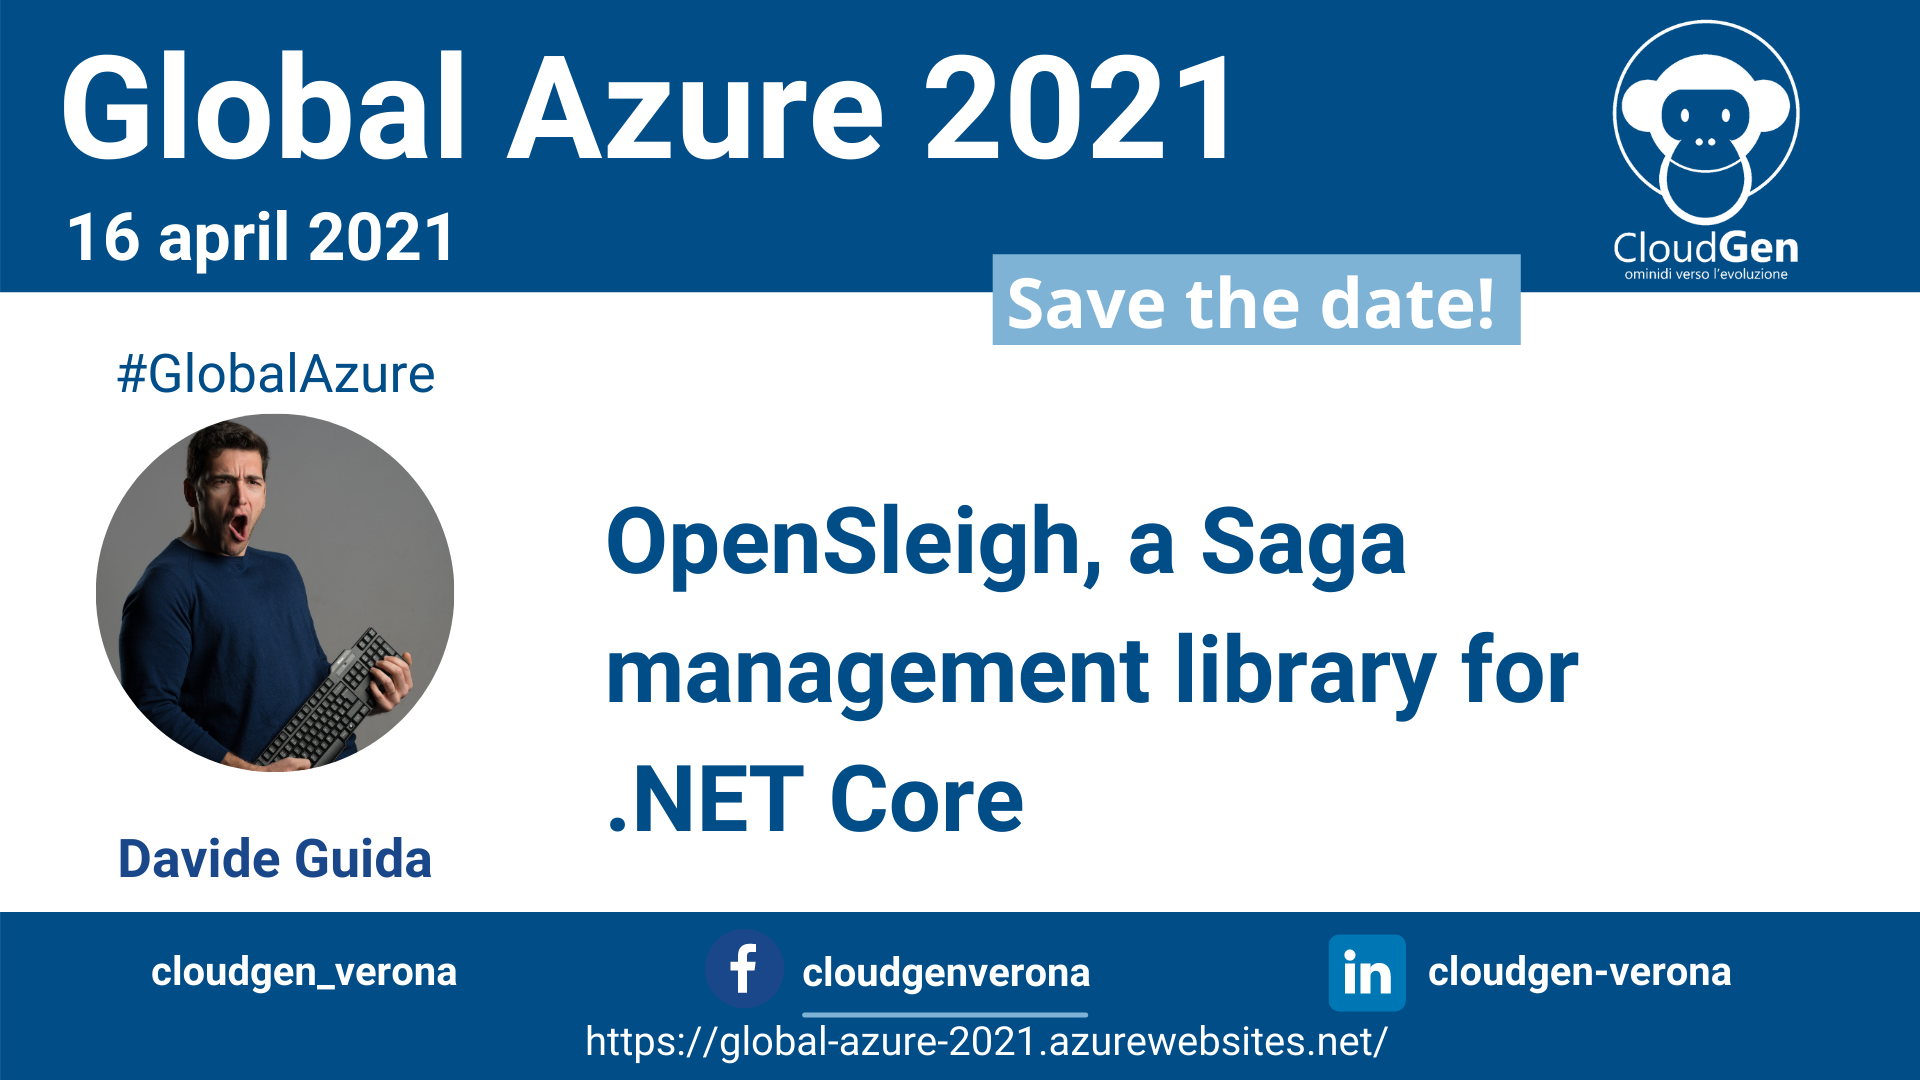 Global Azure 2021
16 april 2021
CloudGen
ominidi verso l'evoluzione
Save the date!
#GlobalAzure
OpenSleigh, a Saga
management library for
.NET Core
Davide Guida
cloudgen_verona
f
cloudgenverona
in
cloudgen-verona
https://global-azure-2021.azurewebsites.net/